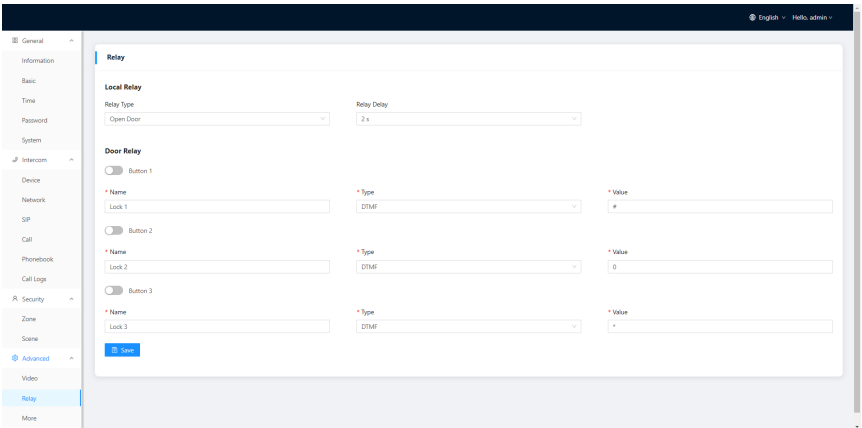 English Hello, admin
General
Information
Basic
Time
Password
System
Intercom
Device
Network
SIP
Call
Phonebook
Call Logs
Security
Zone
Scene
Advanced
Video
Relay
More
Relay
Local Relay
Relay Type Relay Delay
Open Door 2 s
Door Relay
Button 1
* Name * Type * Value
Lock 1 DTMF #
Button 2
* Name * Type * Value
Lock 2 DTMF 0
Button 3
* Name * Type * Value
Lock 3 DTMF *
Save